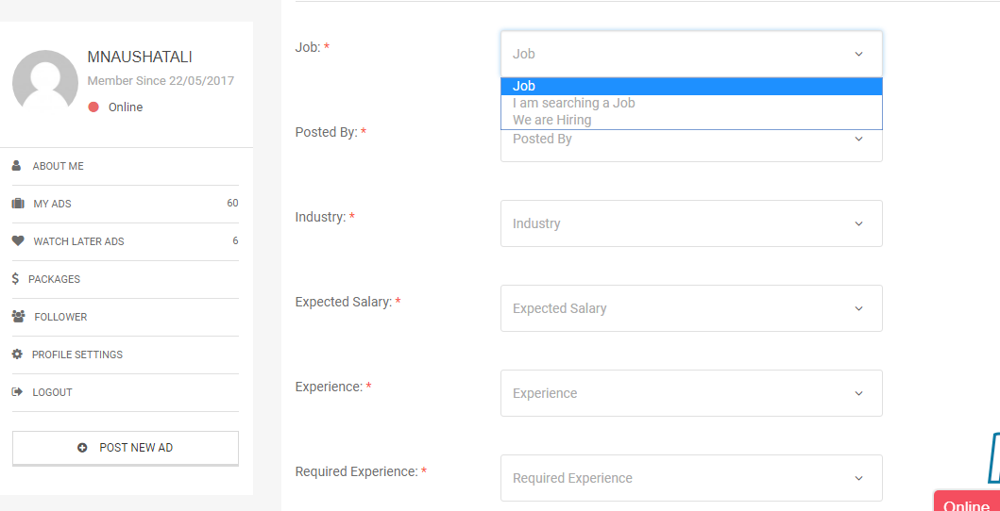 MNAUSHATALI
Member Since 22/05/2017
Online
ABOUT ME
MY ADS 60
WATCH LATER ADS 6
$ PACKAGES
FOLLOWER
PROFILE SETTINGS
LOGOUT
POST NEW AD
Job: * Job
Job
I am searching a Job
We are Hiring
Posted By: * Posted By
Industry: * Industry
Expected Salary: * Expected Salary
Experience: * Experience
Required Experience: * Required Experience
Online